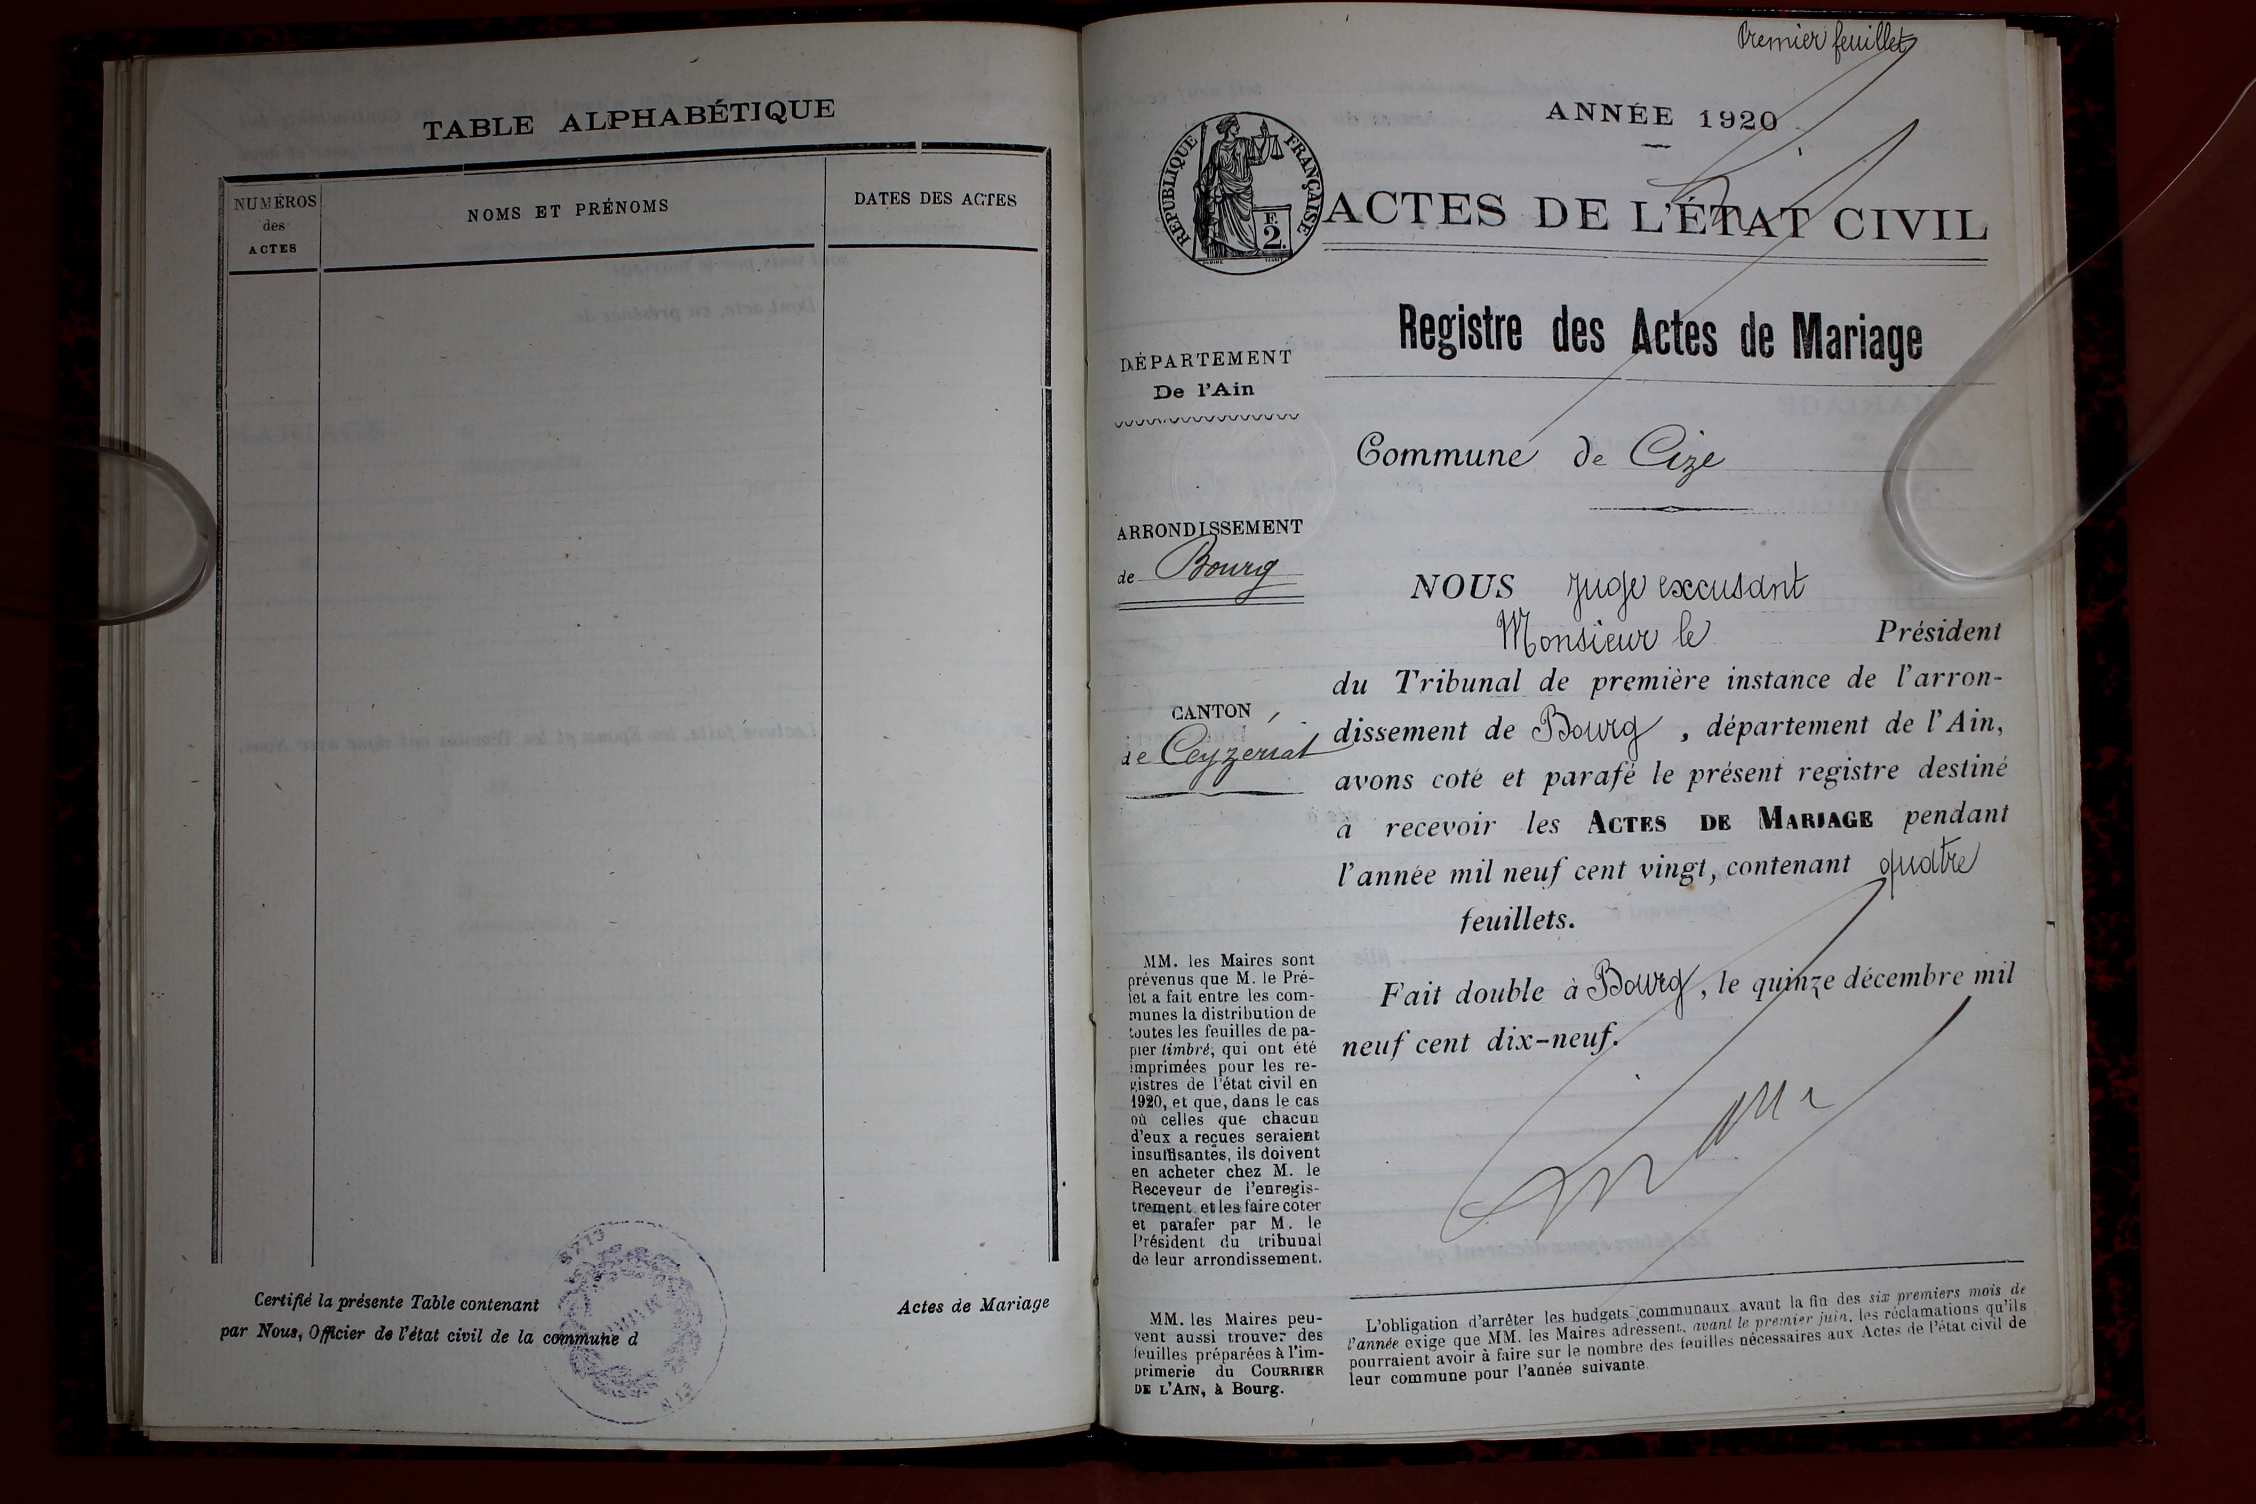 TABLE ALPHABÉTIQUE
NUMÉROS
des
ACTES
NOMS ET PRÉNOMS
DATES DES ACTES
Certifié la présente Table contenant
Actes de Mariage
par Nous, Officier de l'état civil de la commune d
Premier feuillet
ANNÉE 1920
RÉPUBLIQUE FRANÇAISE
F.
2.
ACTES DE L'ÉTAT CIVIL
Registre des Actes de Mariage
DÉPARTEMENT
De l'Ain
Commune de Cize
ARRONDISSEMENT
de Bourg
CANTON
de Ceyzeriat
NOUS Juge excusant
Monsieur le Président
du Tribunal de première instance de l'arron-
dissement de Bourg, département de l'Ain,
avons coté et parafé le présent registre destiné
à recevoir les ACTES DE MARIAGE pendant
l'année mil neuf cent vingt, contenant quatre
feuillets.
Fait double à Bourg, le quinze décembre mil
neuf cent dix-neuf.
MM. les Maires sont
prévenus que M. le Pré-
fet a fait entre les com-
munes la distribution de
toutes les feuilles de pa-
pier timbré, qui ont été
imprimées pour les re-
gistres de l'état civil en
1920, et que, dans le cas
où celles que chacun
d'eux a reçues seraient
insuffisantes, ils doivent
en acheter chez M. le
Receveur de l'enregis-
trement et les faire coter
et parafer par M. le
Président du tribunal
de leur arrondissement.
MM. les Maires peu-
vent aussi trouver des
feuilles préparées à l'im-
primerie du COURRIER
DE L'AIN, à Bourg.
L'obligation d'arrêter les budgets communaux avant la fin des six premiers mois de
l'année exige que MM. les Maires adressent, avant le premier juin, les réclamations qu'ils
pourraient avoir à faire sur le nombre des feuilles nécessaires aux Actes de l'état civil de
leur commune pour l'année suivante.